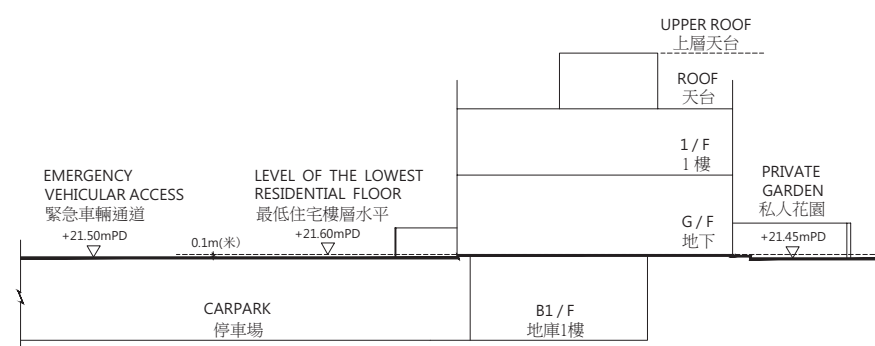 UPPER ROOF
上層天台
ROOF
天台
1 / F
1 樓
EMERGENCY
VEHICULAR ACCESS
緊急車輛通道
+21.50mPD
0.1m(米)
LEVEL OF THE LOWEST
RESIDENTIAL FLOOR
最低住宅樓層水平
+21.60mPD
G / F
地下
PRIVATE
GARDEN
私人花園
+21.45mPD
CARPARK
停車場
B1 / F
地庫1樓